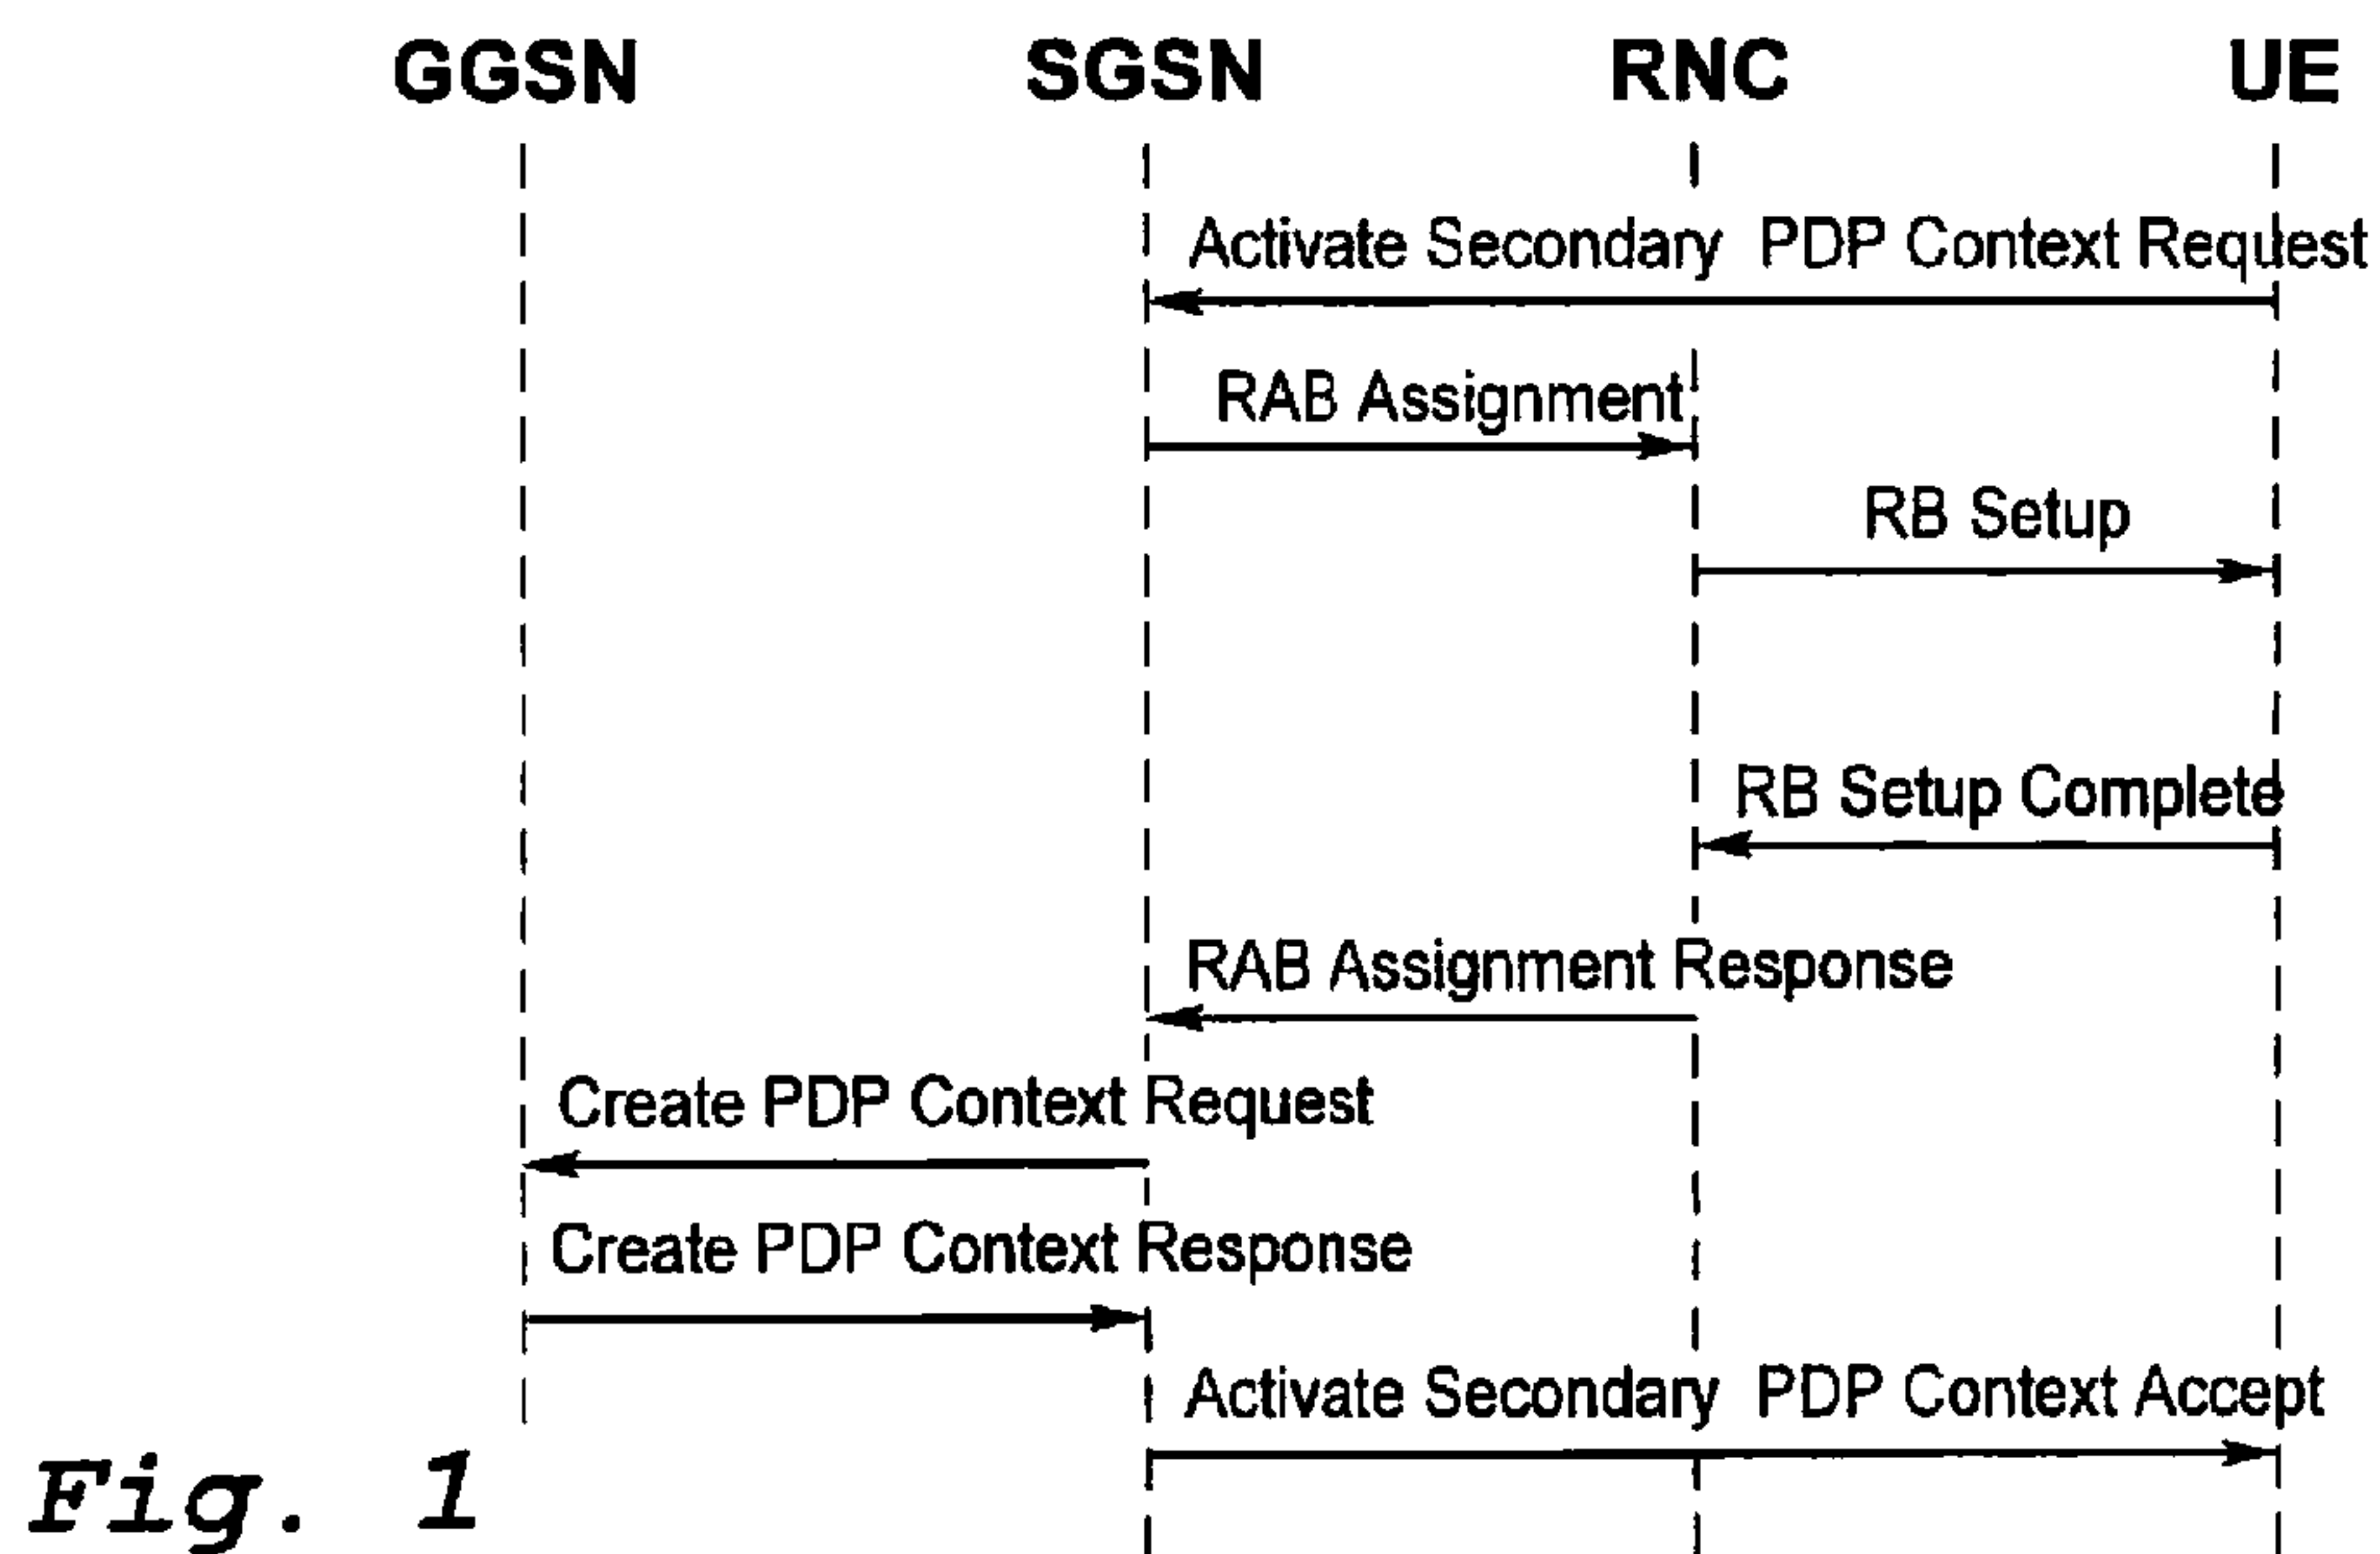 GGSN SGSN RNC UE
Activate Secondary PDP Context Request
RAB Assignment
RB Setup
RB Setup Complete
RAB Assignment Response
Create PDP Context Request
Create PDP Context Response
Activate Secondary PDP Context Accept
Fig. 1